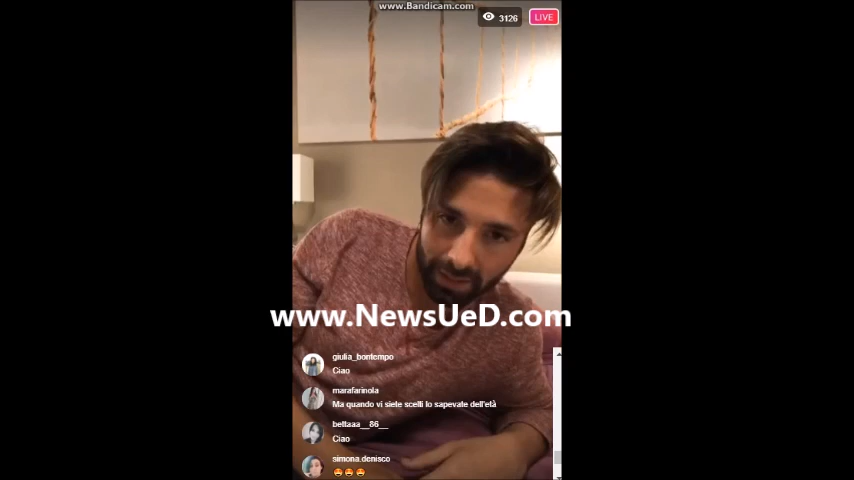 www.Bandicam.com
3126
LIVE
www.NewsUeD.com
giulia_bontempo
Ciao
marafarinola
Ma quando vi siete scelti lo sapevate dell'età
bettaaa__86__
Ciao
simona.denisco
🤩🤩🤩